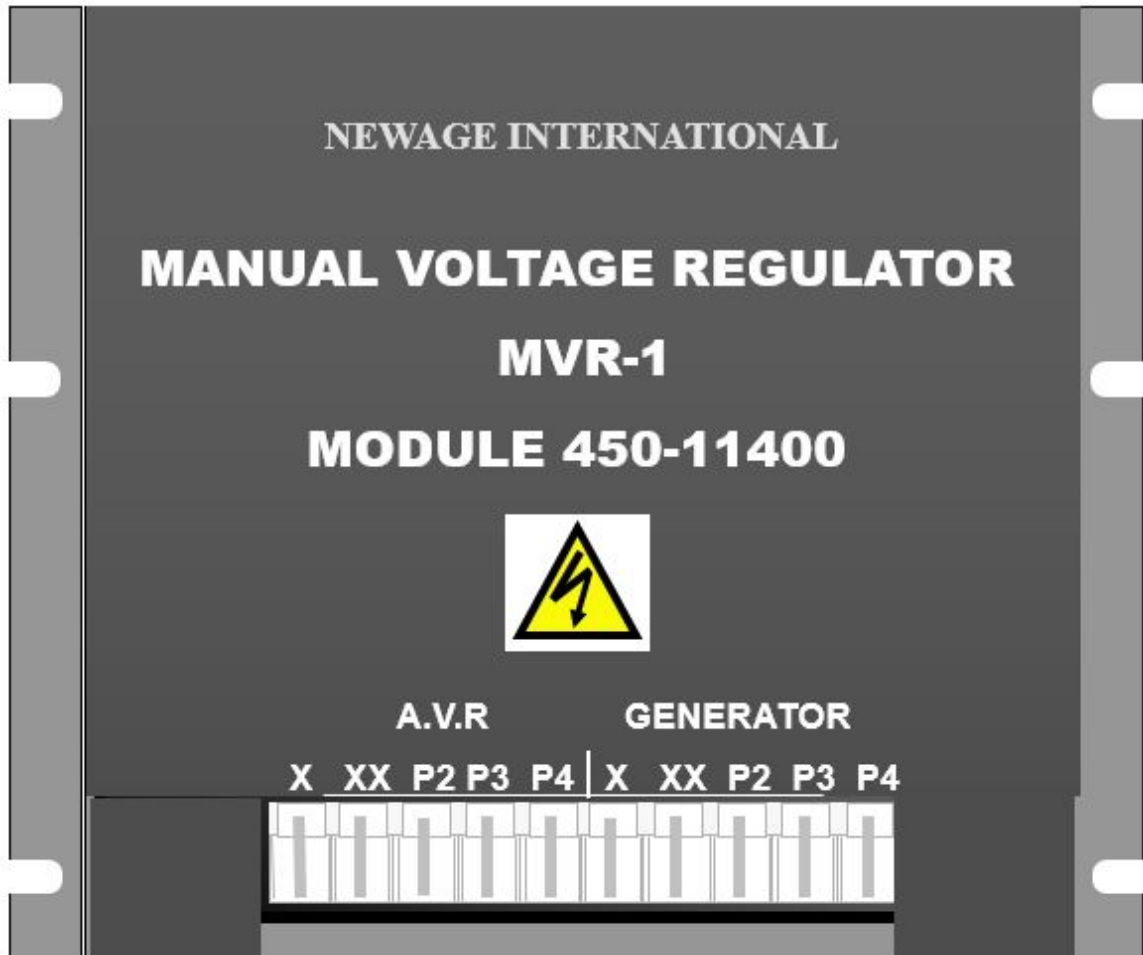 NEWAGE INTERNATIONAL
MANUAL VOLTAGE REGULATOR
MVR-1
MODULE 450-11400
A.V.R GENERATOR
X XX P2 P3 P4 X XX P2 P3 P4